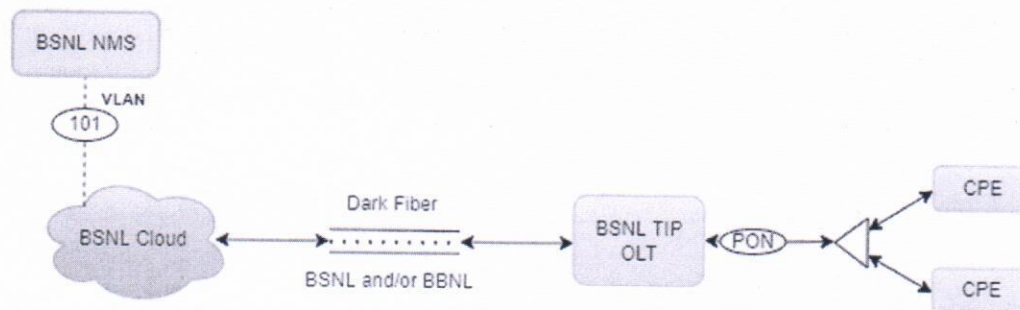 BSNL NMS
VLAN
101
BSNL Cloud
Dark Fiber
BSNL and/or BBNL
BSNL TIP
OLT
PON
CPE
CPE